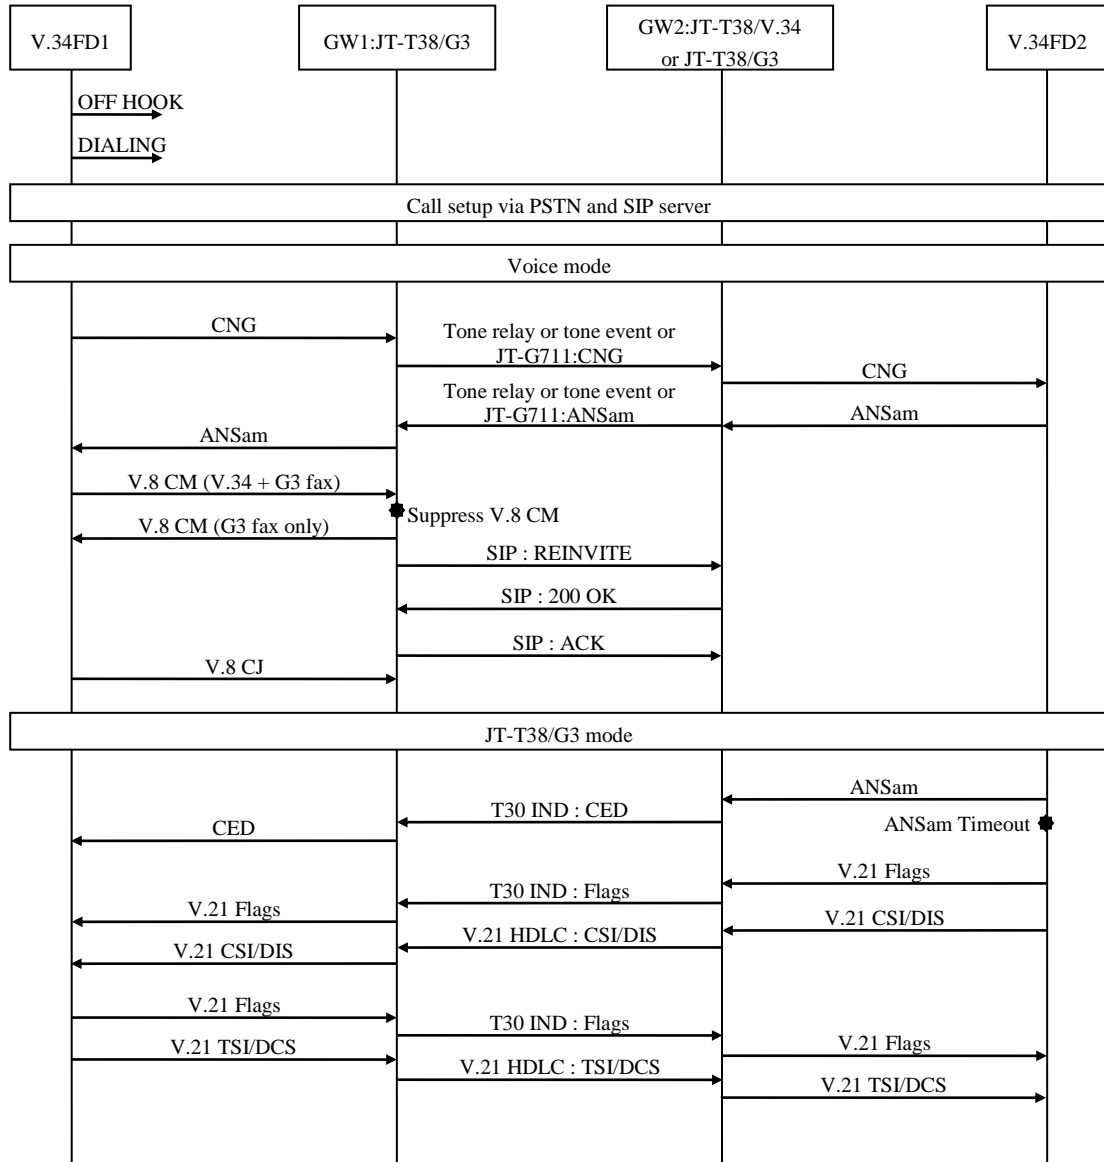 V.34FD1
GW1:JT-T38/G3
GW2:JT-T38/V.34
or JT-T38/G3
V.34FD2
OFF HOOK
DIALING
Call setup via PSTN and SIP server
Voice mode
CNG
Tone relay or tone event or
JT-G711:CNG
CNG
Tone relay or tone event or
JT-G711:ANSam
ANSam
ANSam
V.8 CM (V.34 + G3 fax)
Suppress V.8 CM
V.8 CM (G3 fax only)
SIP : REINVITE
SIP : 200 OK
SIP : ACK
V.8 CJ
JT-T38/G3 mode
ANSam
T30 IND : CED
CED
ANSam Timeout
V.21 Flags
T30 IND : Flags
V.21 Flags
V.21 CSI/DIS
V.21 HDLC : CSI/DIS
V.21 CSI/DIS
V.21 Flags
T30 IND : Flags
V.21 Flags
V.21 TSI/DCS
V.21 HDLC : TSI/DCS
V.21 TSI/DCS